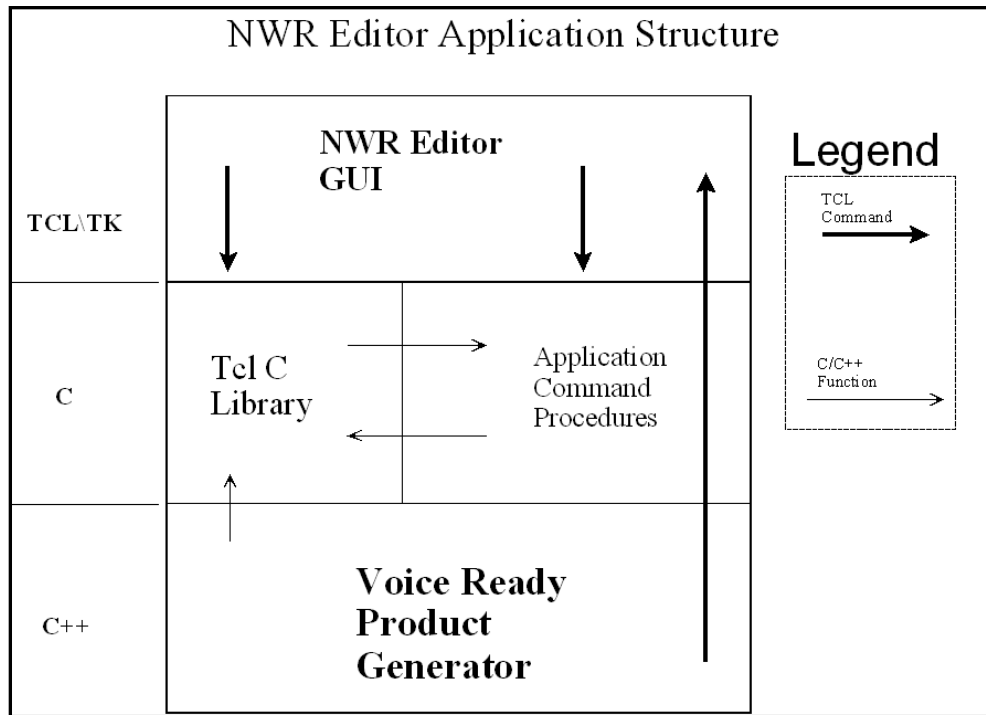 NWR Editor Application Structure
NWR Editor
GUI
Legend
TCL
Command
TCL\TK
C/C++
Function
Tcl C
Library
Application
Command
Procedures
C
Voice Ready
Product
Generator
C++